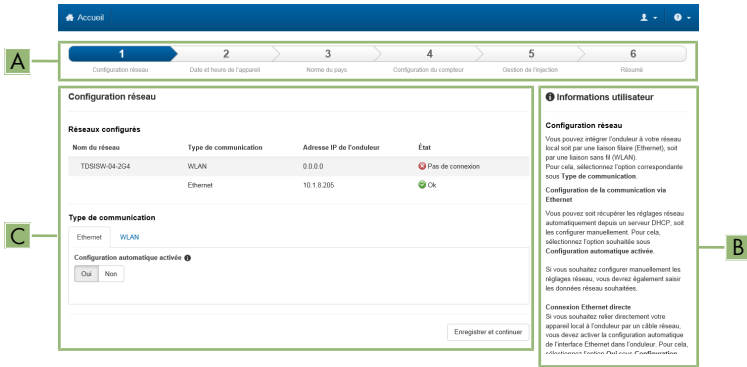 Accueil
A
1 2 3 4 5 6
Configuration réseau Date et heure de l'appareil Norme du pays Configuration du compteur Gestion de l'injection Résumé
Configuration réseau
Réseaux configurés
Nom du réseau Type de communication Adresse IP de l'onduleur État
TDSISW-04-2G4 WLAN 0.0.0.0 Pas de connexion
Ethernet 10.1.8.205 Ok
C
Type de communication
Ethernet WLAN
Configuration automatique activée
Oui Non
Enregistrer et continuer
Informations utilisateur
Configuration réseau
Vous pouvez intégrer l'onduleur à votre réseau
local soit par une liaison filaire (Ethernet), soit
par une liaison sans fil (WLAN).
Pour cela, sélectionnez l'option correspondante
sous Type de communication.
Configuration de la communication via
Ethernet
Vous pouvez soit récupérer les réglages réseau
automatiquement depuis un serveur DHCP, soit
les configurer manuellement. Pour cela,
sélectionnez l'option souhaitée sous
Configuration automatique activée.
B
Si vous souhaitez configurer manuellement les
réglages réseau, vous devrez également saisir
les données réseau souhaitées.
Connexion Ethernet directe
Si vous souhaitez relier directement votre
appareil local à l'onduleur par un câble réseau,
vous devez activer la configuration automatique
de l'interface Ethernet dans l'onduleur. Pour cela,
sélectionnez l'option Oui sous Configuration